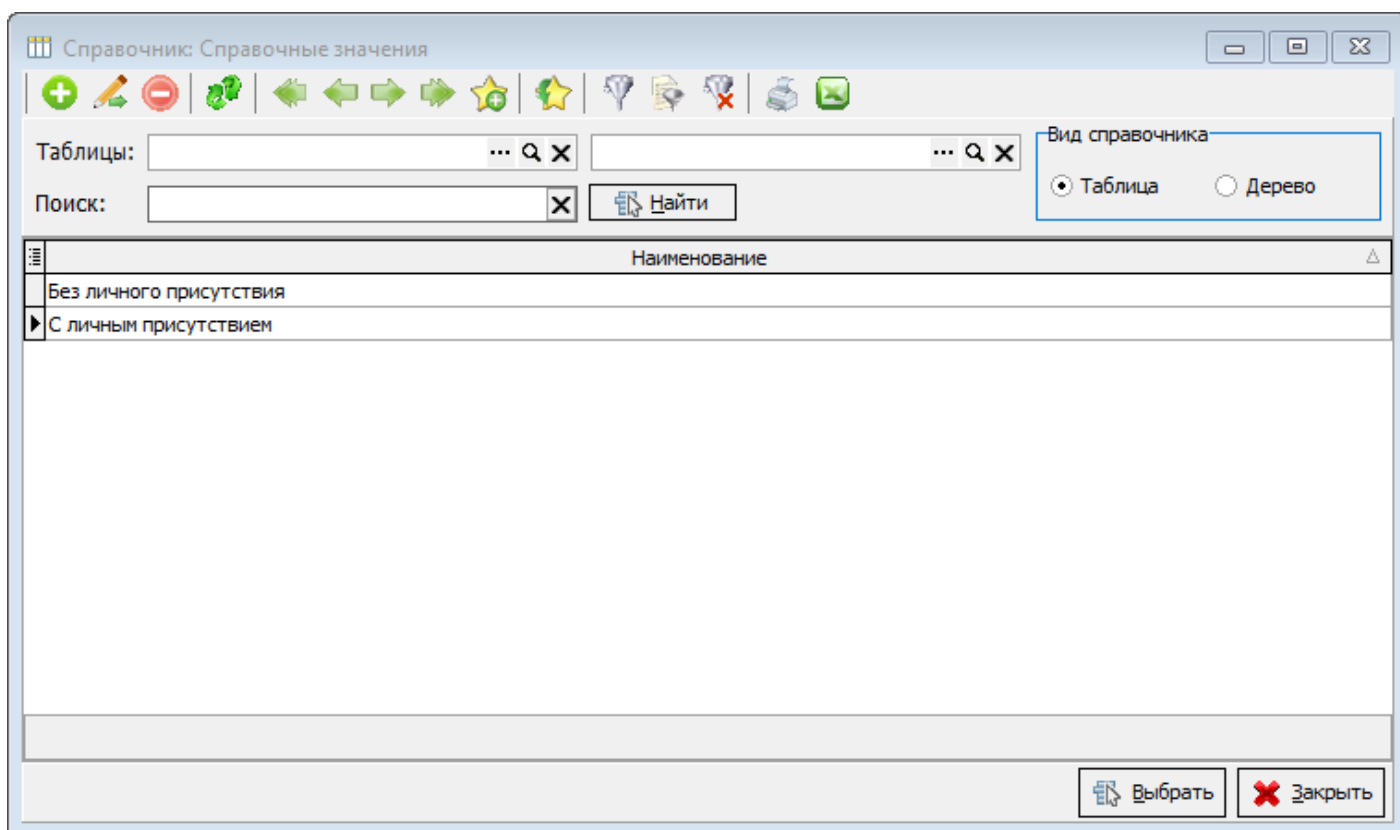 Справочник: Справочные значения
Таблицы:
Вид справочника
Таблица
Дерево
Поиск:
Найти
Наименование
Без личного присутствия
С личным присутствием
Выбрать
Закрыть